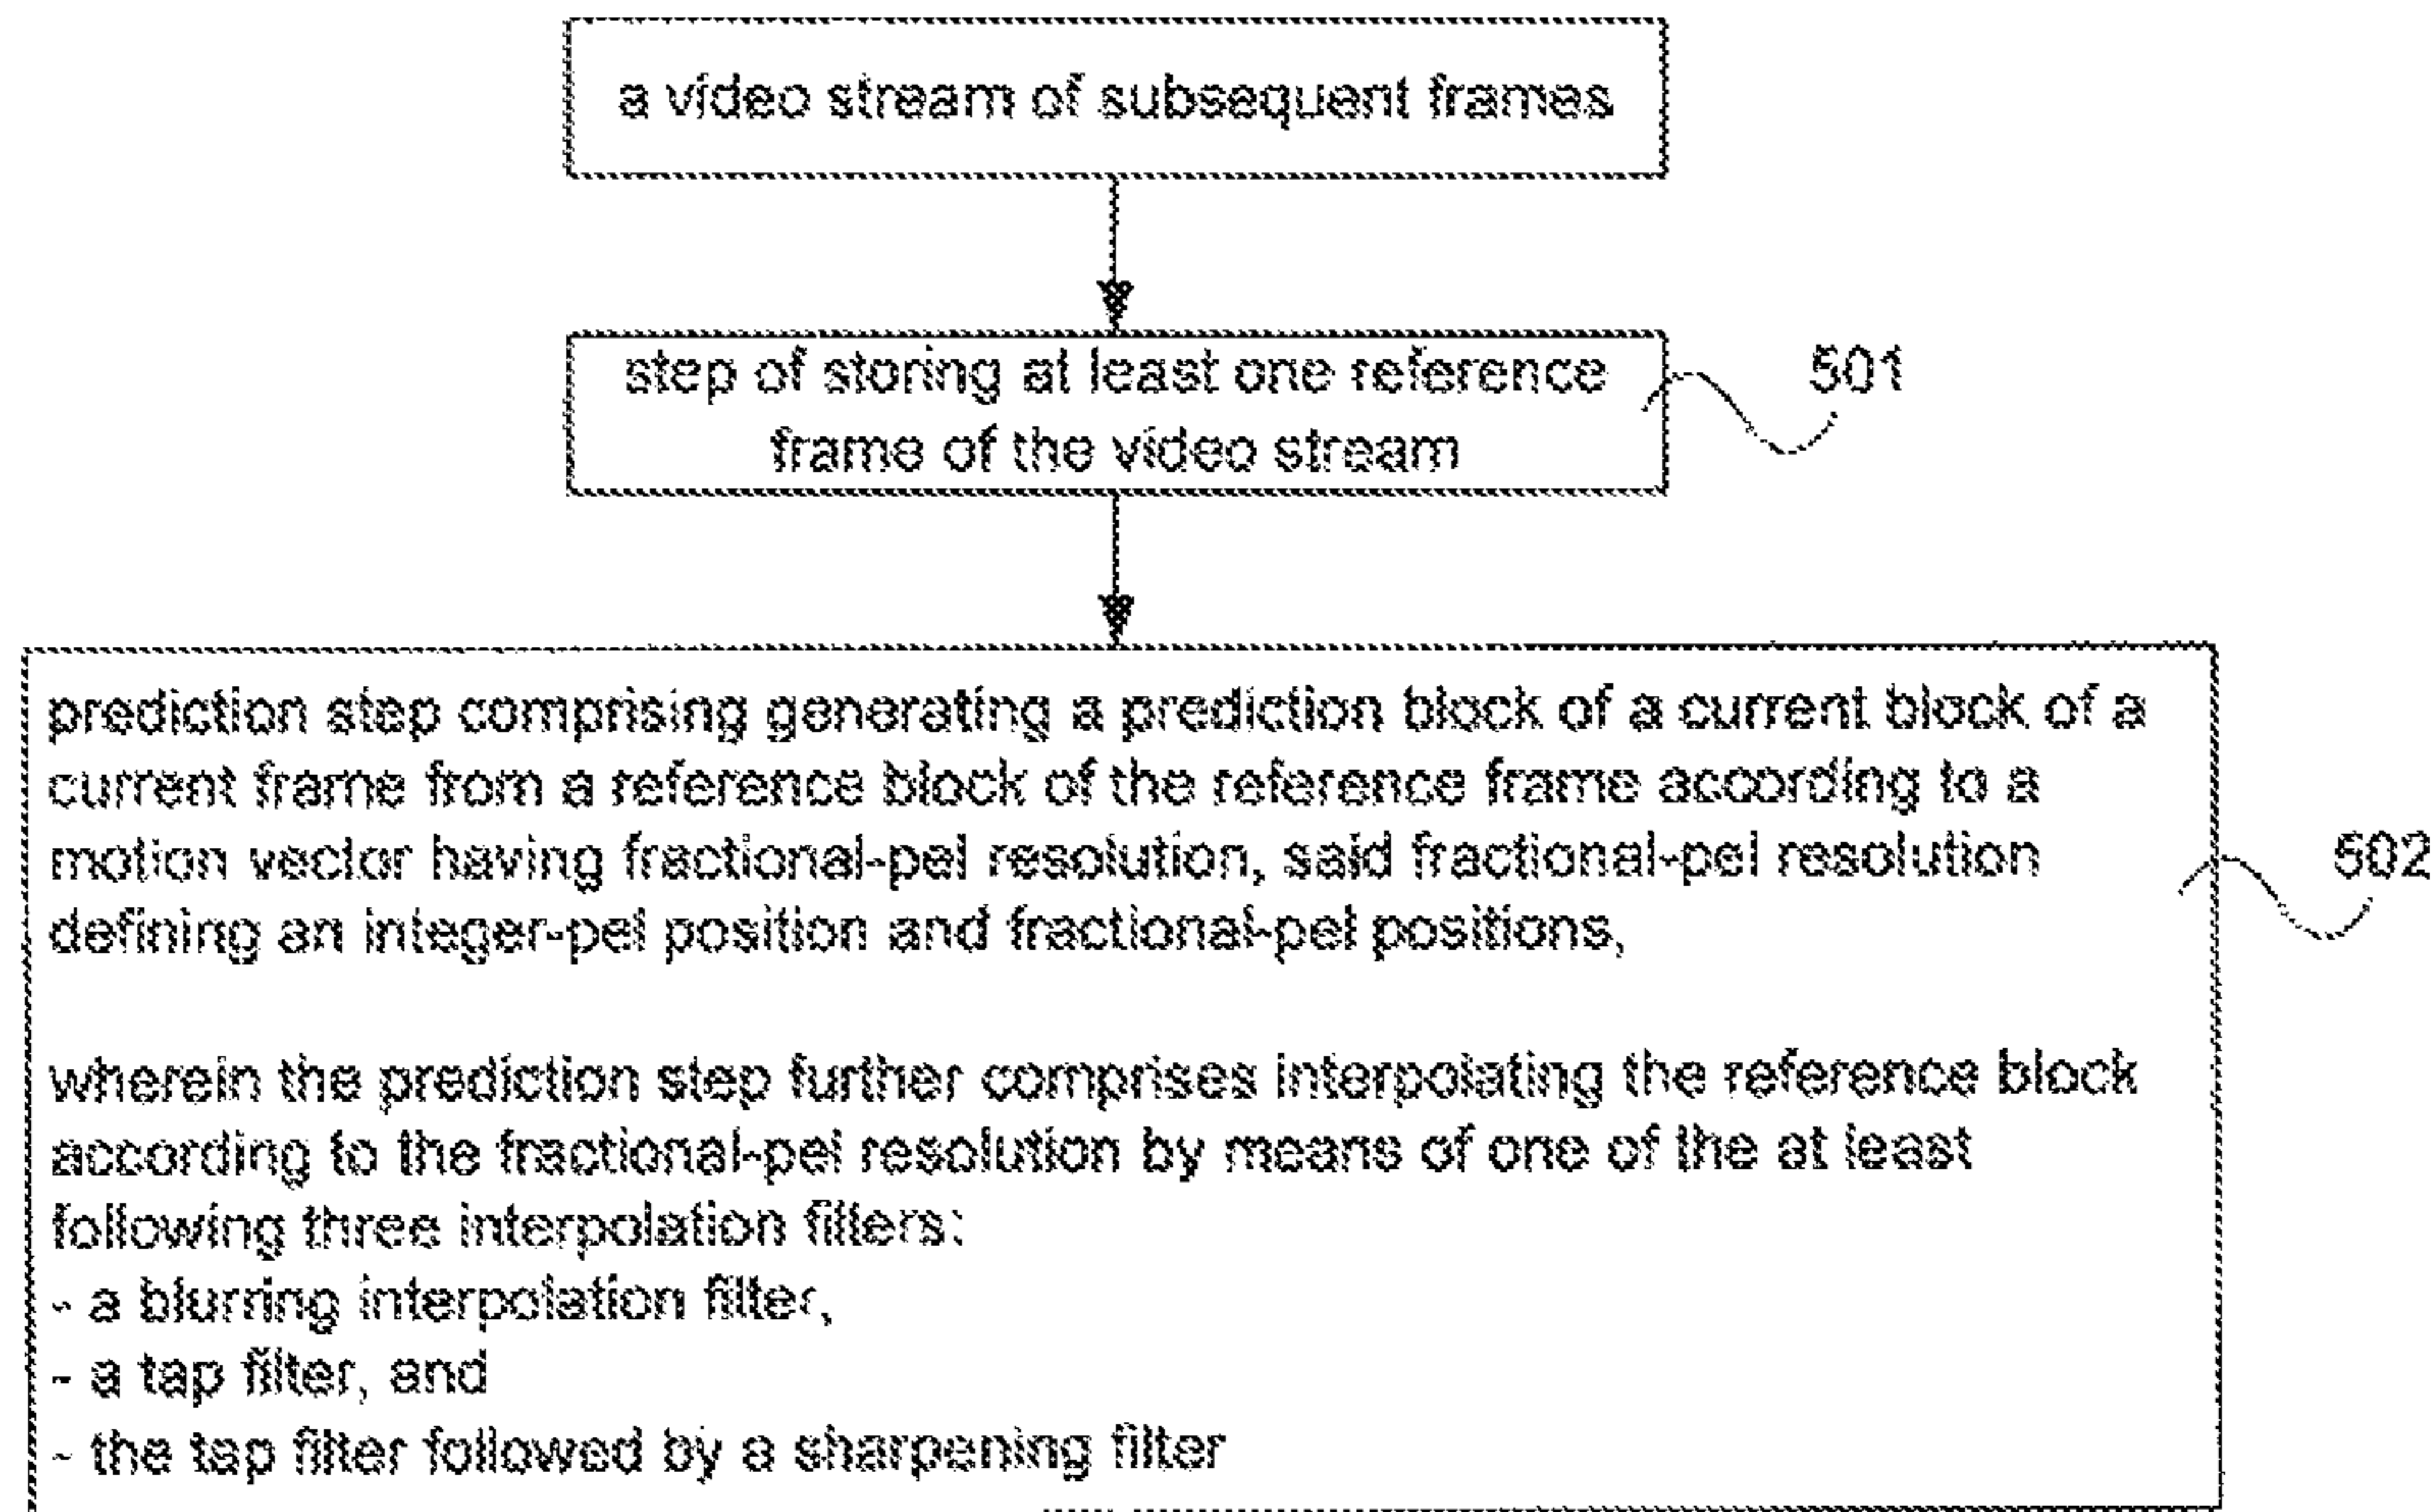 a video stream of subsequent frames
step of storing at least one reference
frame of the video stream
501
prediction step comprising generating a prediction block of a current block of a
current frame from a reference block of the reference frame according to a
motion vector having fractional-pel resolution, said fractional-pel resolution
defining an integer-pel position and fractional-pel positions,
502
wherein the prediction step further comprises interpolating the reference block
according to the fractional-pel resolution by means of one of the at least
following three interpolation filters:
- a blurring interpolation filter,
- a tap filter, and
- the tap filter followed by a sharpening filter